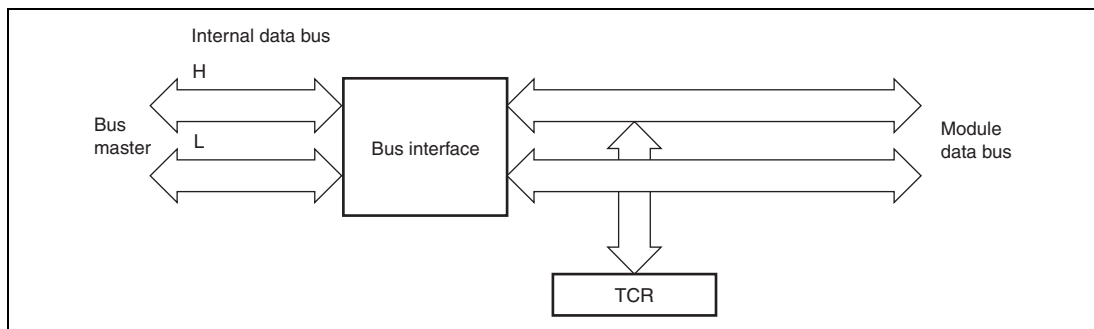 Internal data bus
H
Bus
master
L
Bus interface
Module
data bus
TCR